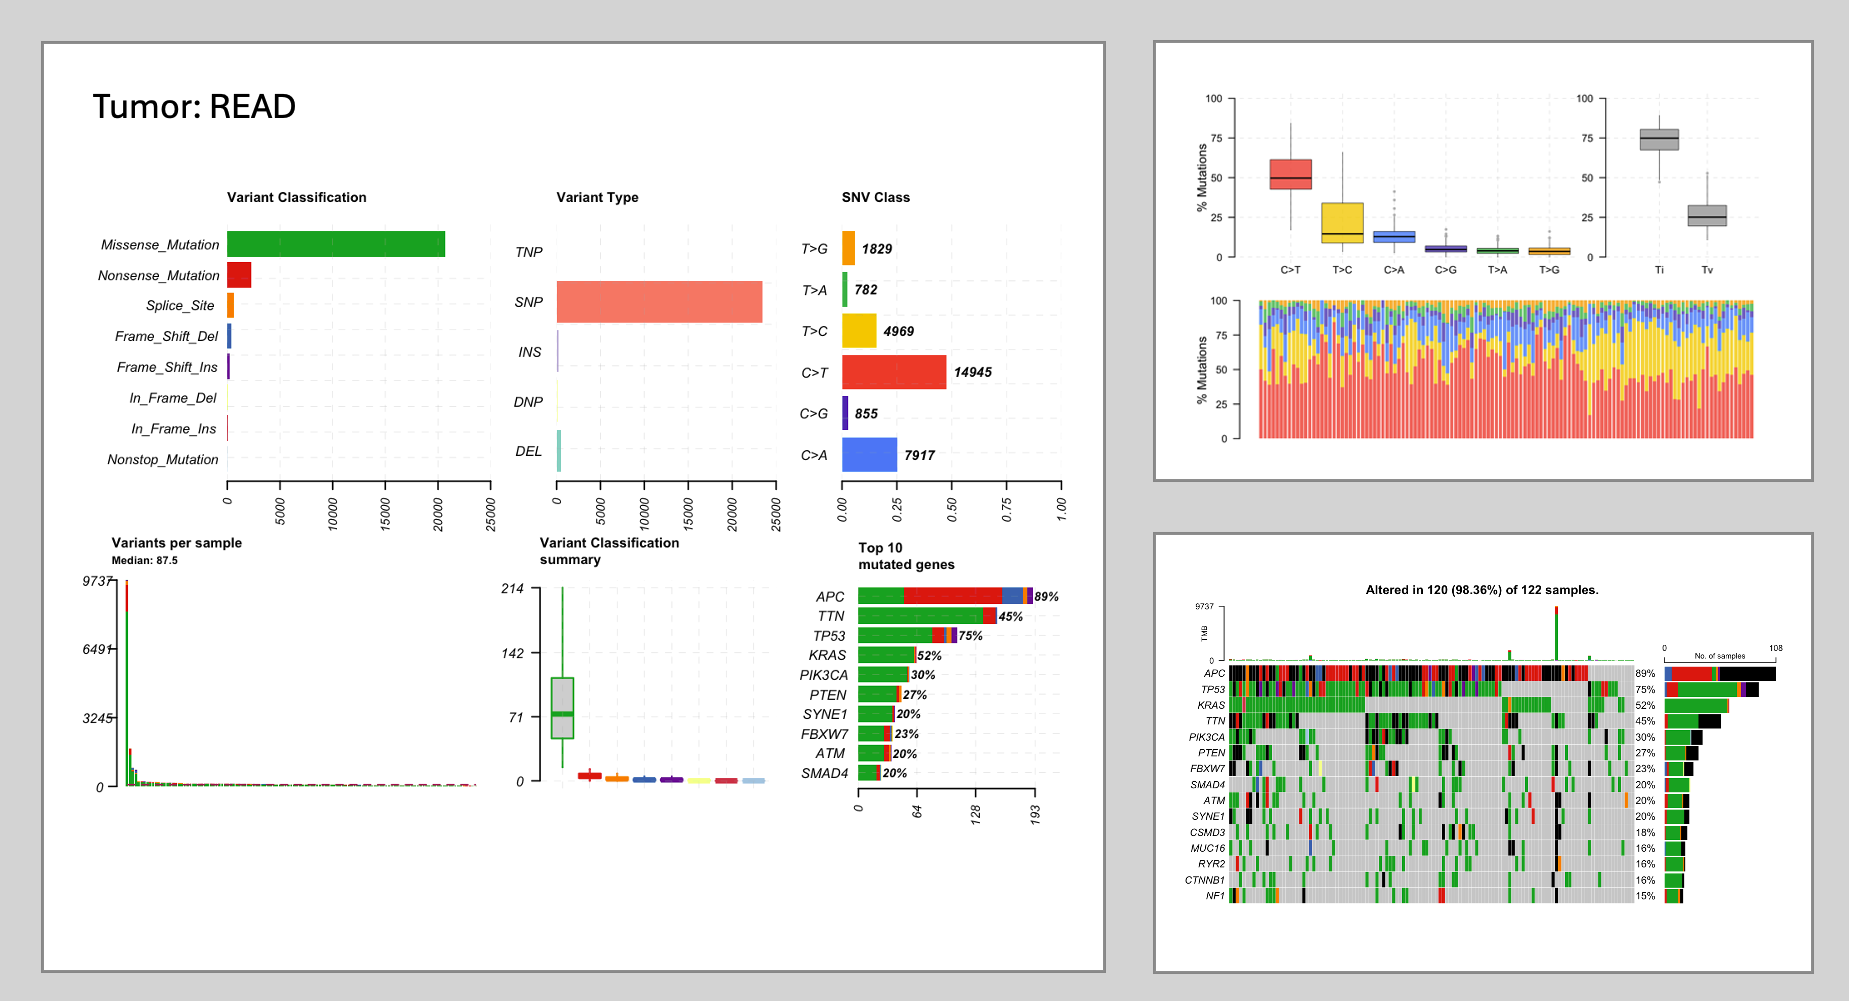 Tumor: READ
Variant Classification
Missense_Mutation
Nonsense_Mutation
Splice_Site
Frame_Shift_Del
Frame_Shift_Ins
In_Frame_Del
In_Frame_Ins
Nonstop_Mutation
0 5000 10000 15000 20000 25000
Variant Type
TNP
SNP
INS
DNP
DEL
0 5000 10000 15000 20000 25000
SNV Class
T>G 1829
T>A 782
T>C 4969
C>T 14945
C>G 855
C>A 7917
0.00 0.25 0.50 0.75 1.00
Variants per sample
Median: 87.5
9737
6491
3245
0
Variant Classification
summary
214
142
71
0
Top 10
mutated genes
APC 89%
TTN 45%
TP53 75%
KRAS 52%
PIK3CA 30%
PTEN 27%
SYNE1 20%
FBXW7 23%
ATM 20%
SMAD4 20%
0 64 128 193
% Mutations
100
75
50
25
0
C>T T>C C>A C>G T>A T>G
100
75
50
25
0
Ti Tv
% Mutations
100
75
50
25
0
Altered in 120 (98.36%) of 122 samples.
9737
TMB
0
0 108
No. of samples
APC 89%
TP53 75%
KRAS 52%
TTN 45%
PIK3CA 30%
PTEN 27%
FBXW7 23%
SMAD4 20%
ATM 20%
SYNE1 20%
CSMD3 18%
MUC16 16%
RYR2 16%
CTNNB1 16%
NF1 15%